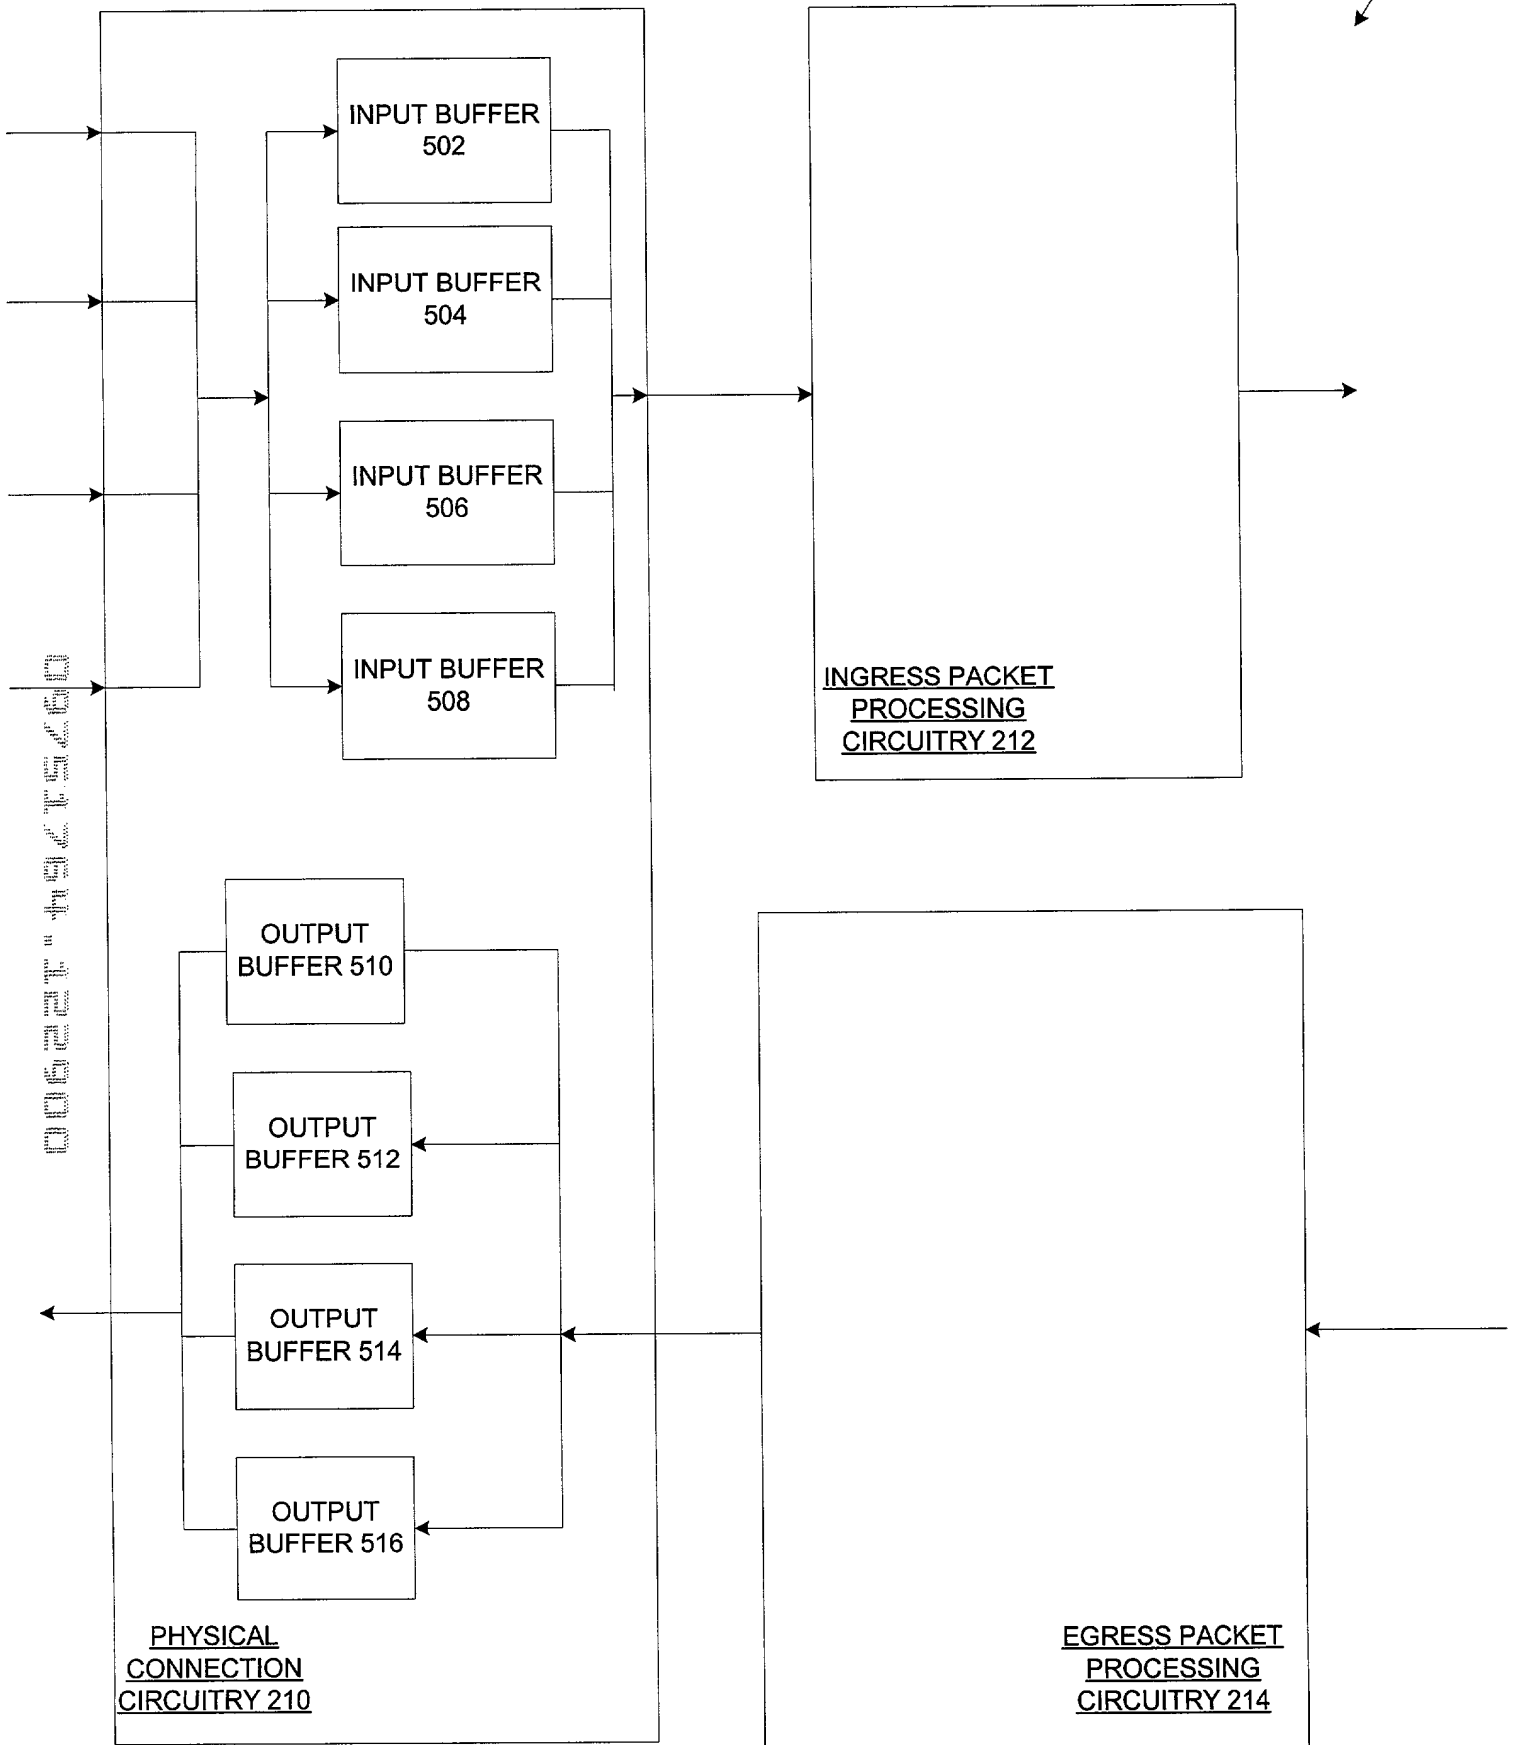 INPUT BUFFER
502
INPUT BUFFER
504
INPUT BUFFER
506
INPUT BUFFER
508
INGRESS PACKET
PROCESSING
CIRCUITRY 212
09751764.122900
OUTPUT
BUFFER 510
OUTPUT
BUFFER 512
OUTPUT
BUFFER 514
OUTPUT
BUFFER 516
PHYSICAL
CONNECTION
CIRCUITRY 210
EGRESS PACKET
PROCESSING
CIRCUITRY 214